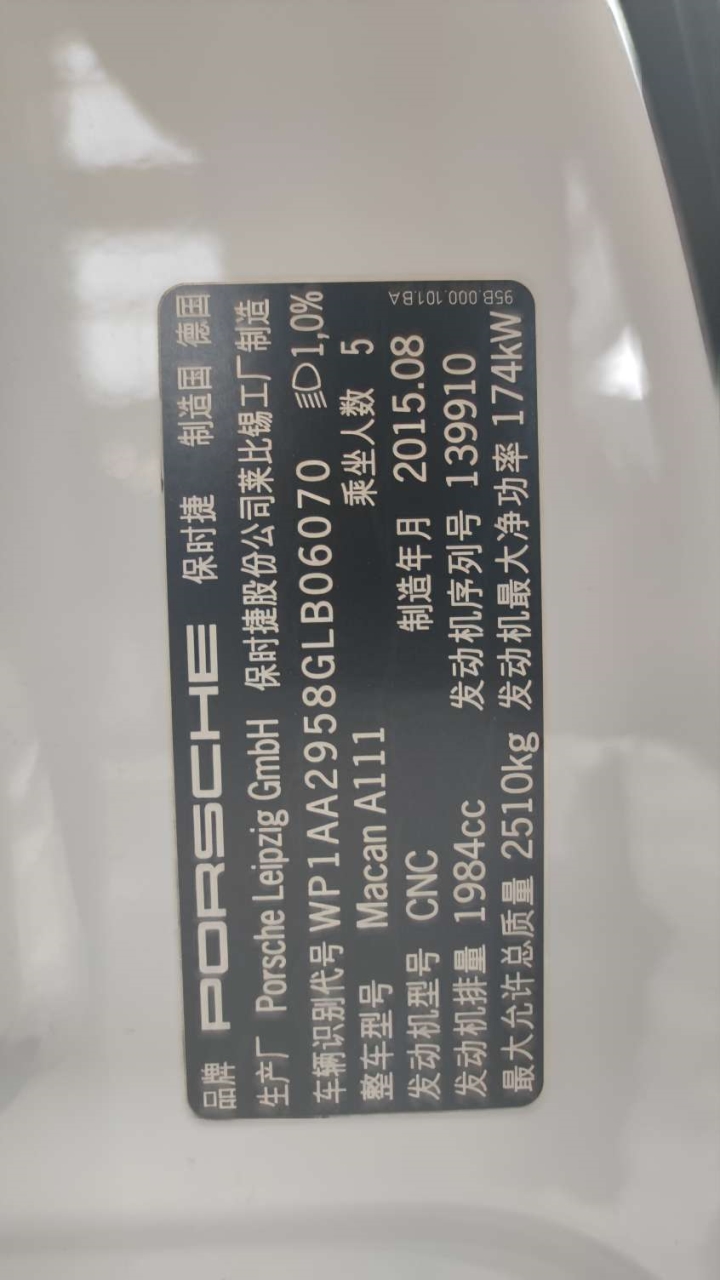 品牌 PORSCHE 保时捷 制造国 德国
生产厂 Porsche Leipzig GmbH 保时捷股份公司莱比锡工厂制造
车辆识别代号 WP1AA2958GLB06070 1,0%
整车型号 Macan A111 乘坐人数 5
发动机型号 CNC 制造年月 2015.08
发动机排量 1984cc 发动机序列号 139910
最大允许总质量 2510kg 发动机最大净功率 174kW
95B.000.101.BA